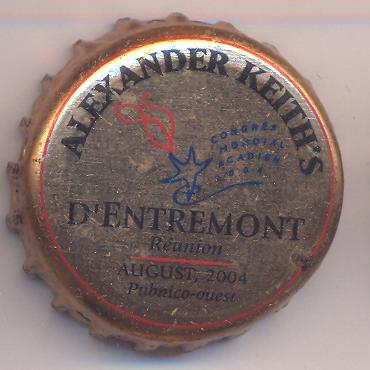 ALEXANDER KEITH'S
CONGRÈS
MONDIAL
ACADIEN
2004
D'ENTREMONT
Réunion
AUGUST, 2004
Pubnico-ouest